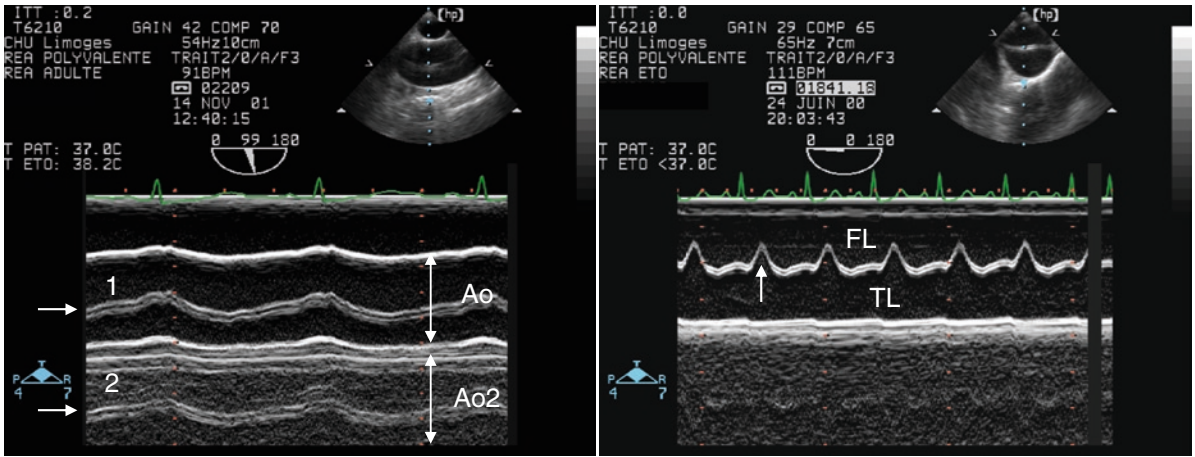 ITT :0.2
T6210 GAIN 42 COMP 70
CHU Limoges 54Hz10cm
REA POLYVALENTE TRAIT2/0/A/F3
REA ADULTE 91BPM
02209
14 NOV 01
12:40:15
[hp]
0 99 180
T PAT: 37.0C
T ETO: 38.2C
1
Ao
2
Ao2
T
P R
4 7
ITT :0.0
T6210 GAIN 29 COMP 65
CHU Limoges 65Hz 7cm
REA POLYVALENTE TRAIT2/0/A/F3
REA ETO 111BPM
01841.18
24 JUIN 00
20:03:43
[hp]
0 0 180
T PAT: 37.0C
T ETO <37.0C
FL
TL
T
P R
4 7